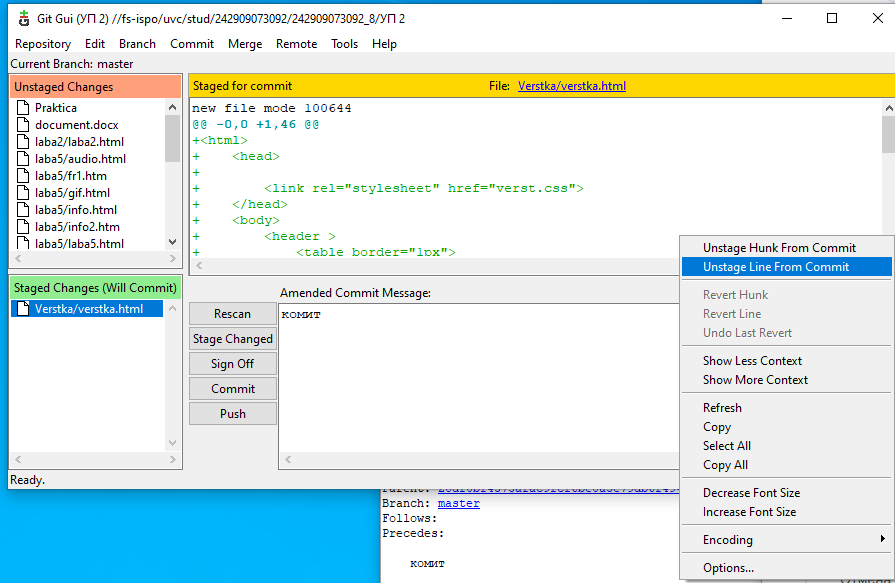 Git Gui (УП 2) //fs-ispo/uvc/stud/242909073092/242909073092_8/УП 2
Repository Edit Branch Commit Merge Remote Tools Help
Current Branch: master
Unstaged Changes
Praktica
document.docx
laba2/laba2.html
laba5/audio.html
laba5/fr1.htm
laba5/gif.html
laba5/info.html
laba5/info2.htm
laba5/laba5.html
Staged Changes (Will Commit)
Verstka/verstka.html
Staged for commit File: Verstka/verstka.html
new file mode 100644
@@ -0,0 +1,46 @@
+<html>
+ <head>
+
+ <link rel="stylesheet" href="verst.css">
+ </head>
+ <body>
+ <header >
+ <table border="1px">
Rescan
Stage Changed
Sign Off
Commit
Push
Amended Commit Message:
комит
Ready.
Unstage Hunk From Commit
Unstage Line From Commit
Revert Hunk
Revert Line
Undo Last Revert
Show Less Context
Show More Context
Refresh
Copy
Select All
Copy All
Decrease Font Size
Increase Font Size
Encoding
Options...
Parent:
Branch: master
Follows:
Precedes:
комит